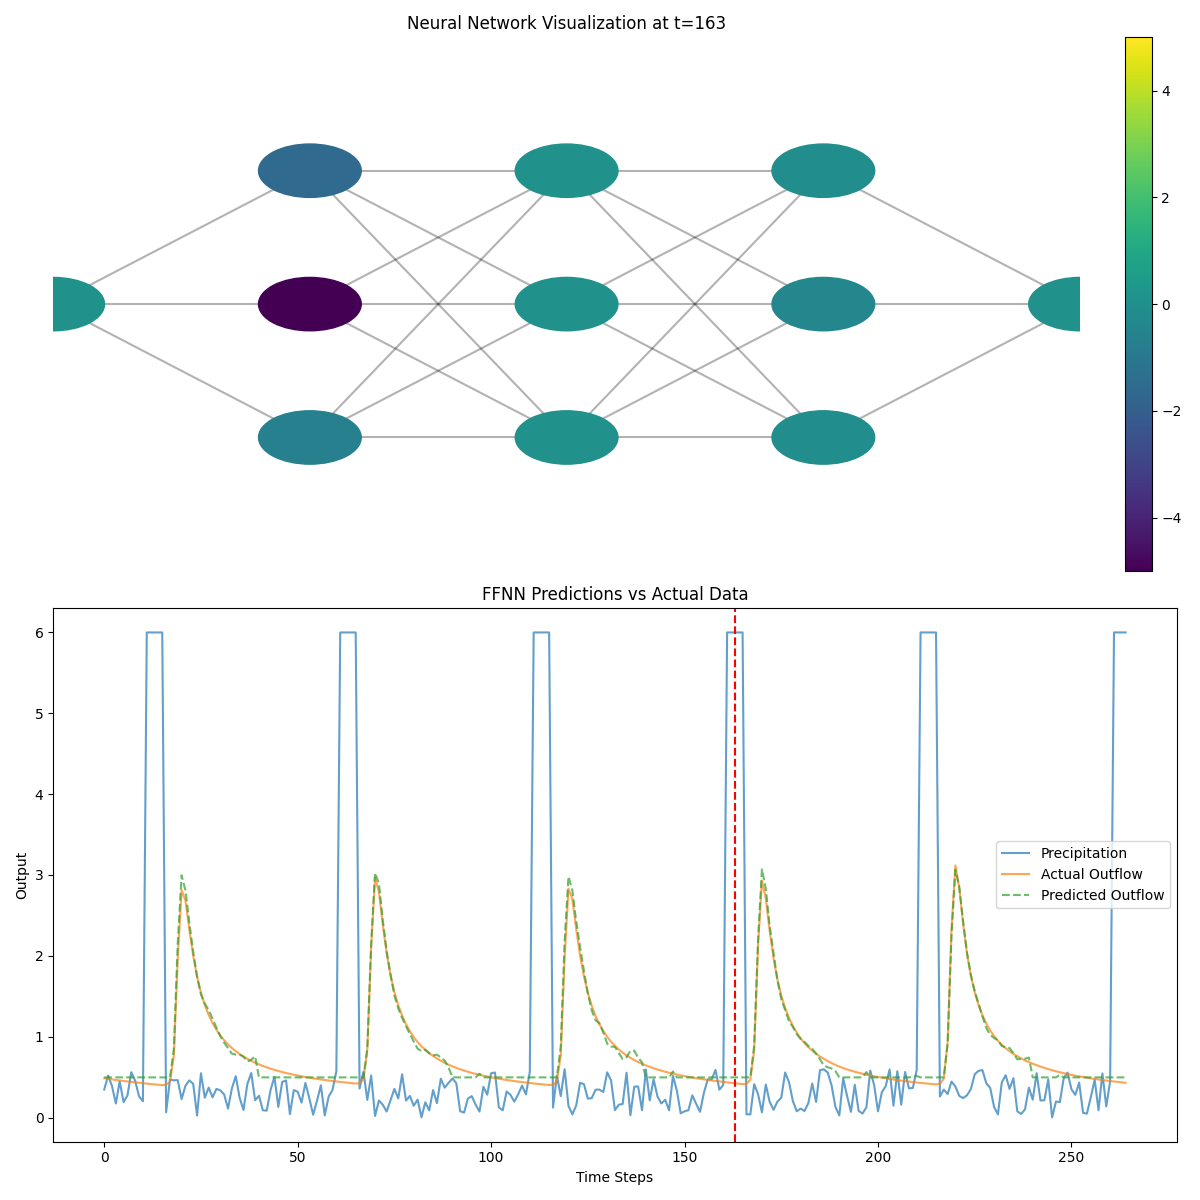 Neural Network Visualization at t=163
4
2
0
−2
−4
FFNN Predictions vs Actual Data
6
5
4
3
2
1
0
Output
Precipitation
Actual Outflow
Predicted Outflow
0 50 100 150 200 250
Time Steps